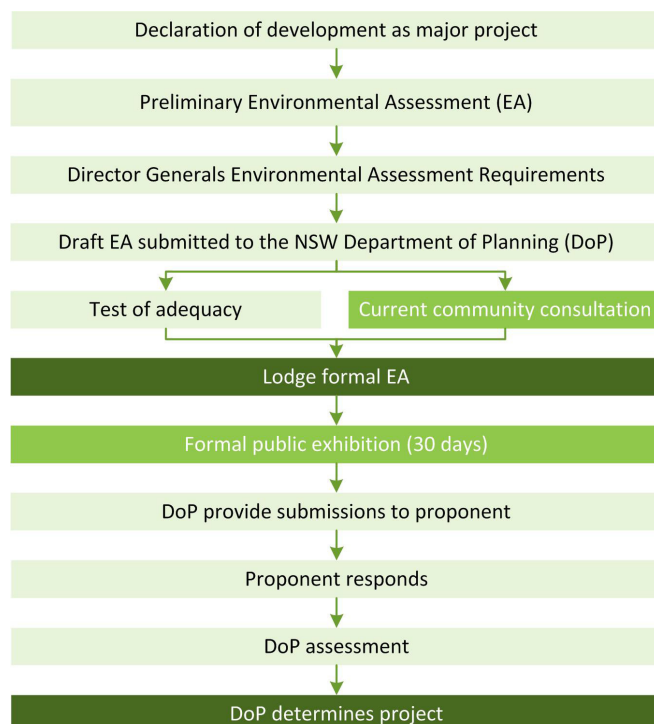 Declaration of development as major project
Preliminary Environmental Assessment (EA)
Director Generals Environmental Assessment Requirements
Draft EA submitted to the NSW Department of Planning (DoP)
Test of adequacy
Current community consultation
Lodge formal EA
Formal public exhibition (30 days)
DoP provide submissions to proponent
Proponent responds
DoP assessment
DoP determines project